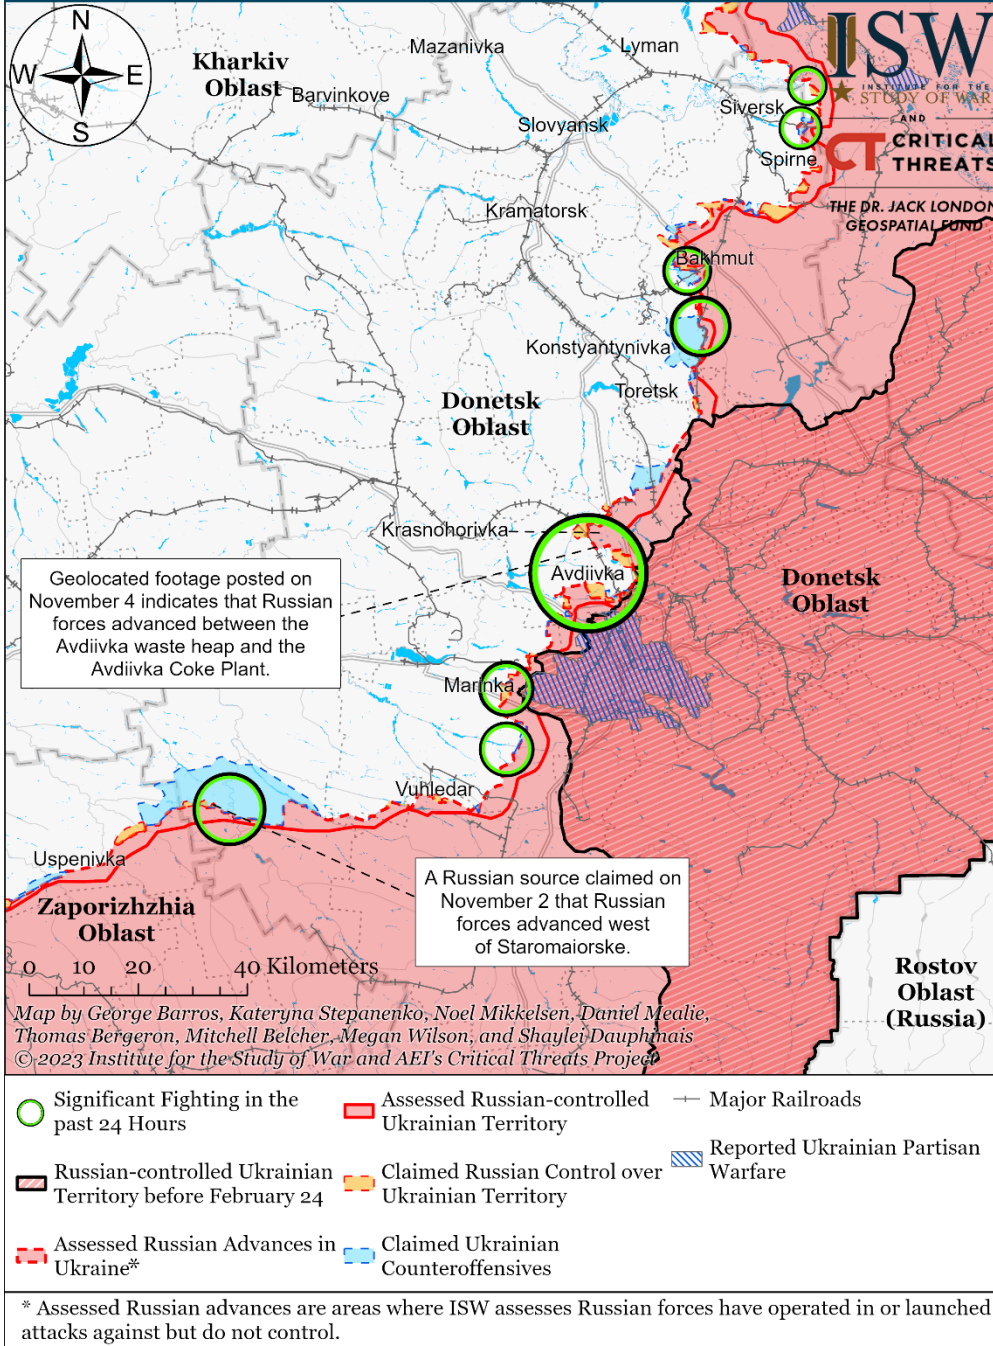 N
W
E
S
Kharkiv
Oblast
Mazanivka
Lyman
Barvinkove
Slovyansk
Siversk
Spirne
ISW
INSTITUTE FOR THE
STUDY OF WAR
AND
CT CRITICAL
THREATS
THE DR. JACK LONDON
GEOSPATIAL FUND
Kramatorsk
Bakhmut
Konstyantynivka
Toretsk
Donetsk
Oblast
Krasnohorivka
Avdiivka
Donetsk
Oblast
Geolocated footage posted on
November 4 indicates that Russian
forces advanced between the
Avdiivka waste heap and the
Avdiivka Coke Plant.
Marinka
Vuhledar
Uspenivka
A Russian source claimed on
November 2 that Russian
forces advanced west
of Staromaiorske.
Zaporizhzhia
Oblast
Rostov
Oblast
(Russia)
0 10 20 40 Kilometers
Map by George Barros, Kateryna Stepanenko, Noel Mikkelsen, Daniel Mealie,
Thomas Bergeron, Mitchell Belcher, Megan Wilson, and Shaylei Dauphinais
© 2023 Institute for the Study of War and AEI's Critical Threats Project
Significant Fighting in the
past 24 Hours
Assessed Russian-controlled
Ukrainian Territory
Major Railroads
Russian-controlled Ukrainian
Territory before February 24
Claimed Russian Control over
Ukrainian Territory
Reported Ukrainian Partisan
Warfare
Assessed Russian Advances in
Ukraine*
Claimed Ukrainian
Counteroffensives
* Assessed Russian advances are areas where ISW assesses Russian forces have operated in or launched
attacks against but do not control.